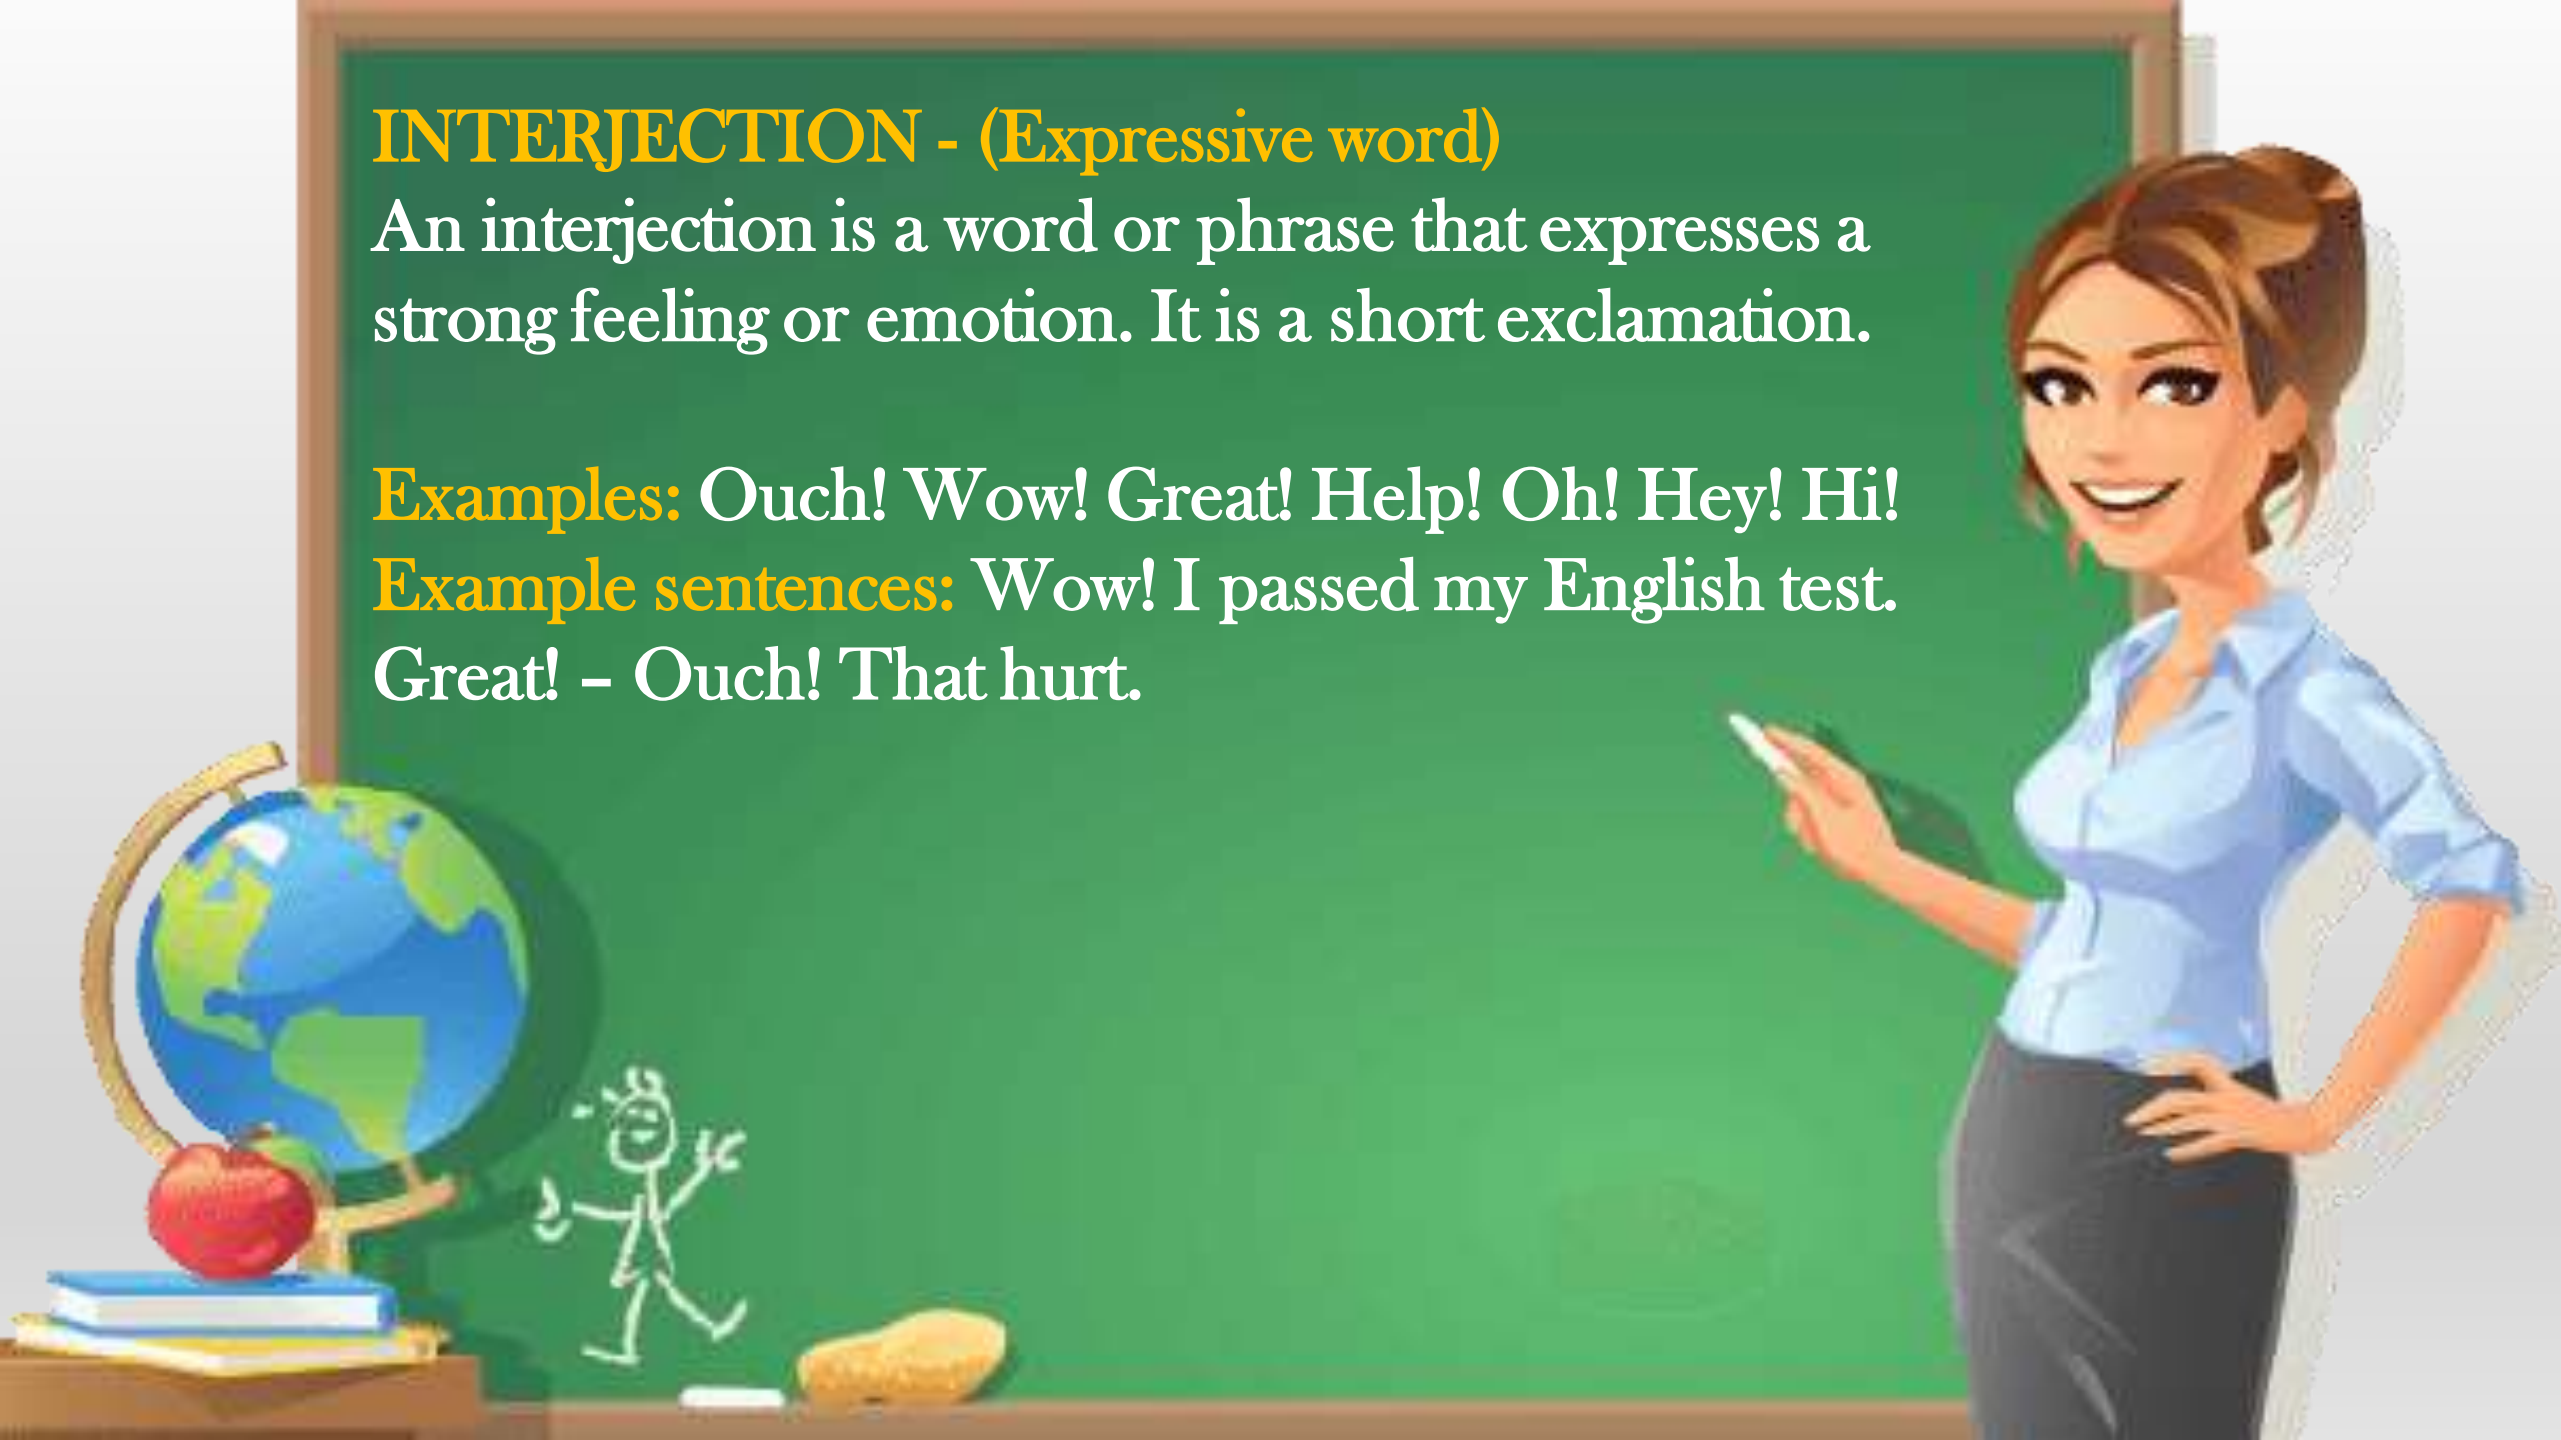 INTERJECTION - (Expressive word)
An interjection is a word or phrase that expresses a
strong feeling or emotion. It is a short exclamation.
Examples: Ouch! Wow! Great! Help! Oh! Hey! Hi!
Example sentences: Wow! I passed my English test.
Great! – Ouch! That hurt.